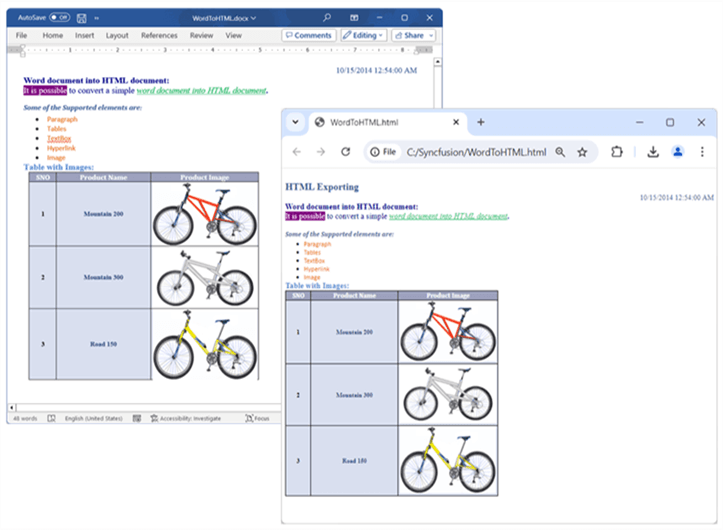 AutoSave Off WordToHTML.docx
File Home Insert Layout References Review View Comments Editing Share
10/15/2014 12:54:00 AM
Word document into HTML document:
It is possible to convert a simple word document into HTML document.
Some of the Supported elements are:
• Paragraph
• Tables
• TextBox
• Hyperlink
• Image
Table with Images:
SNO Product Name Product Image
1 Mountain 200
2 Mountain 300
3 Road 150
48 words English (United States) Accessibility: Investigate Focus
WordToHTML.html
File C:/Syncfusion/WordToHTML.html
HTML Exporting
10/15/2014 12:54:00 AM
Word document into HTML document:
It is possible to convert a simple word document into HTML document.
Some of the Supported elements are:
• Paragraph
• Tables
• TextBox
• Hyperlink
• Image
Table with Images:
SNO Product Name Product Image
1 Mountain 200
2 Mountain 300
3 Road 150